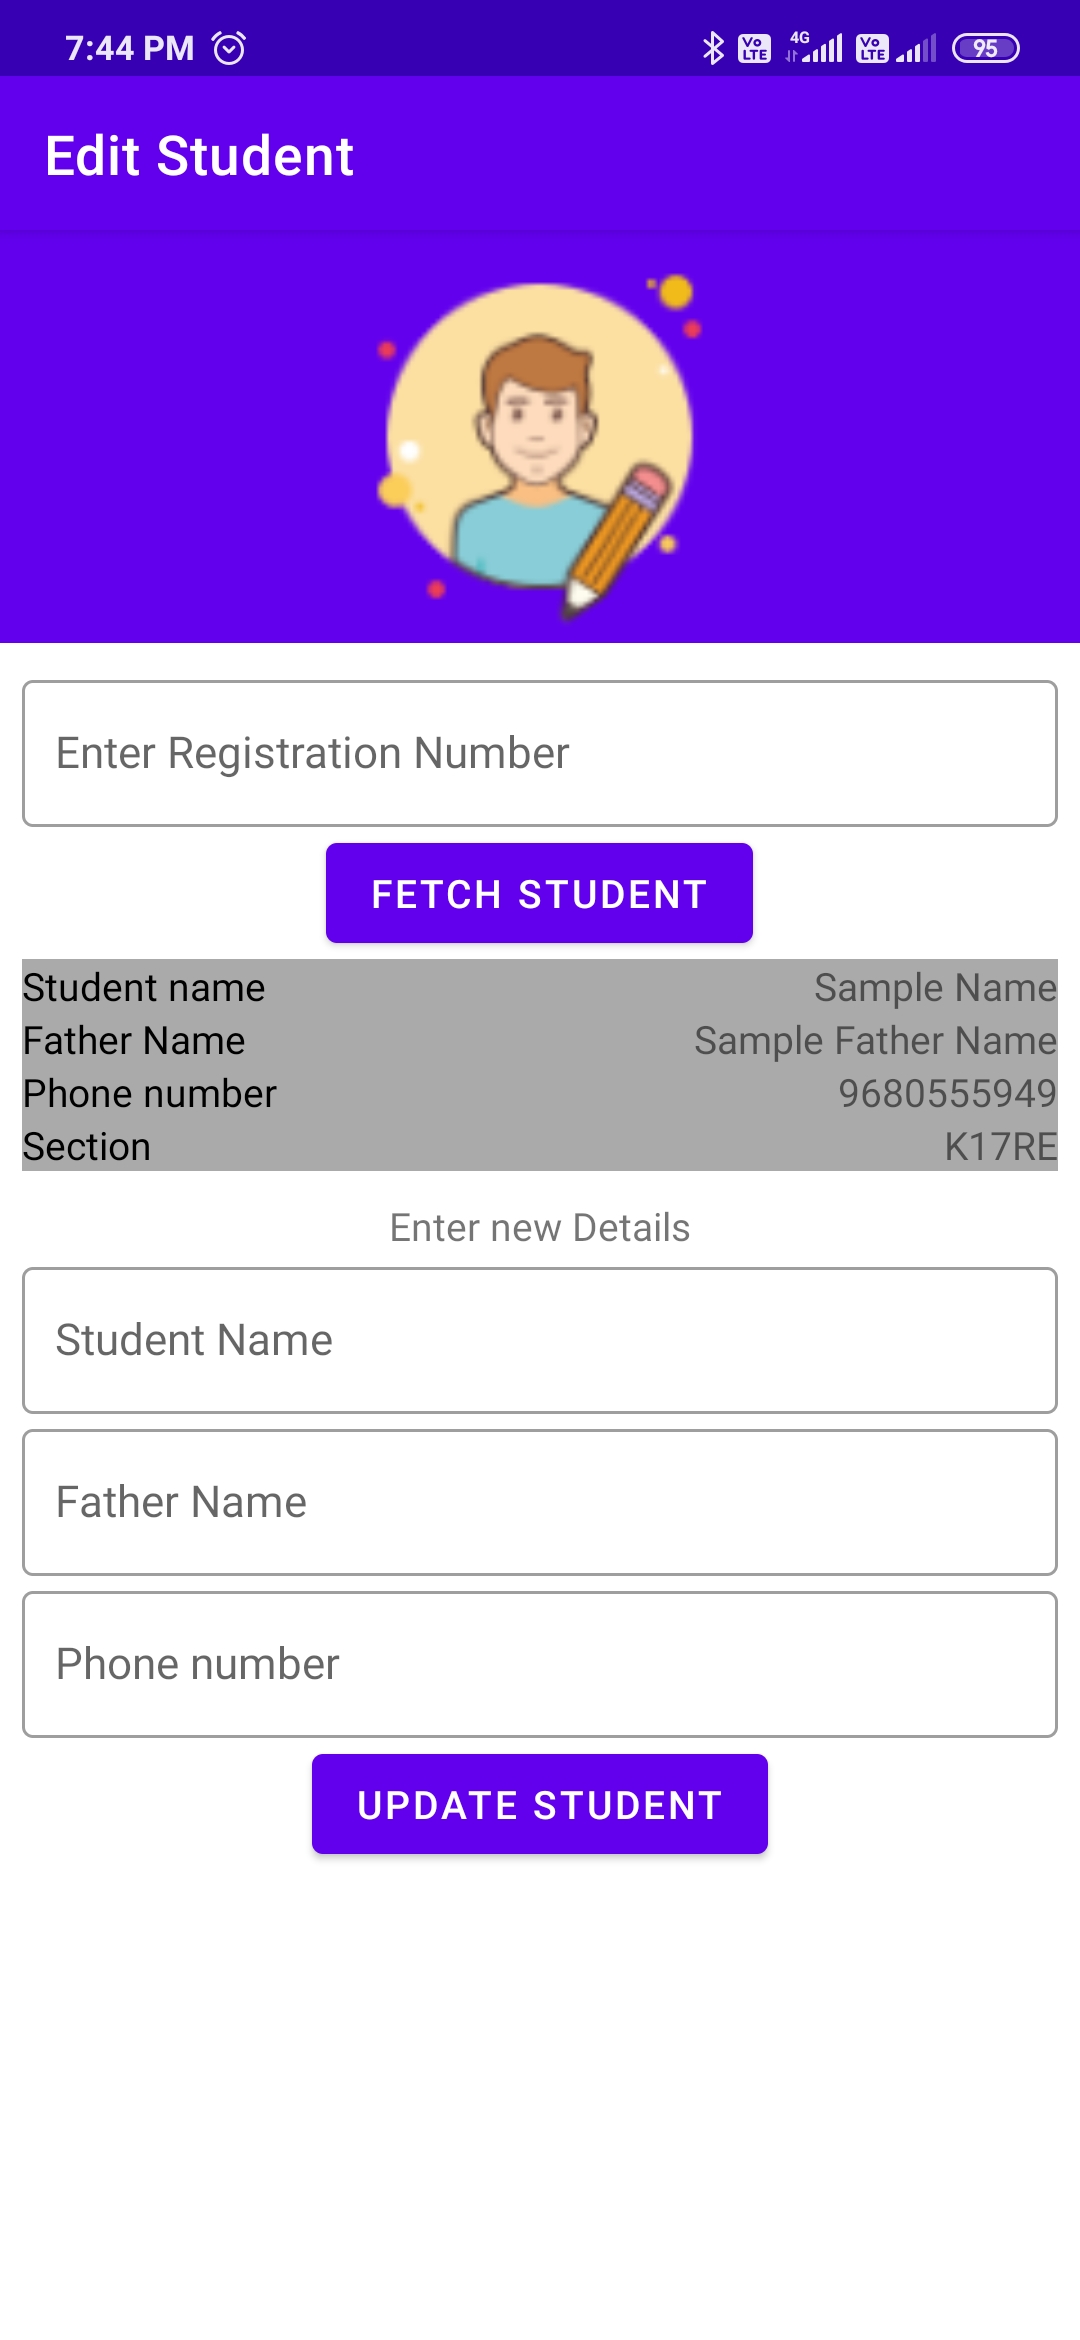 7:44 PM
Vo LTE 4G Vo LTE 95
Edit Student
Enter Registration Number
FETCH STUDENT
Student name Sample Name
Father Name Sample Father Name
Phone number 9680555949
Section K17RE
Enter new Details
Student Name
Father Name
Phone number
UPDATE STUDENT